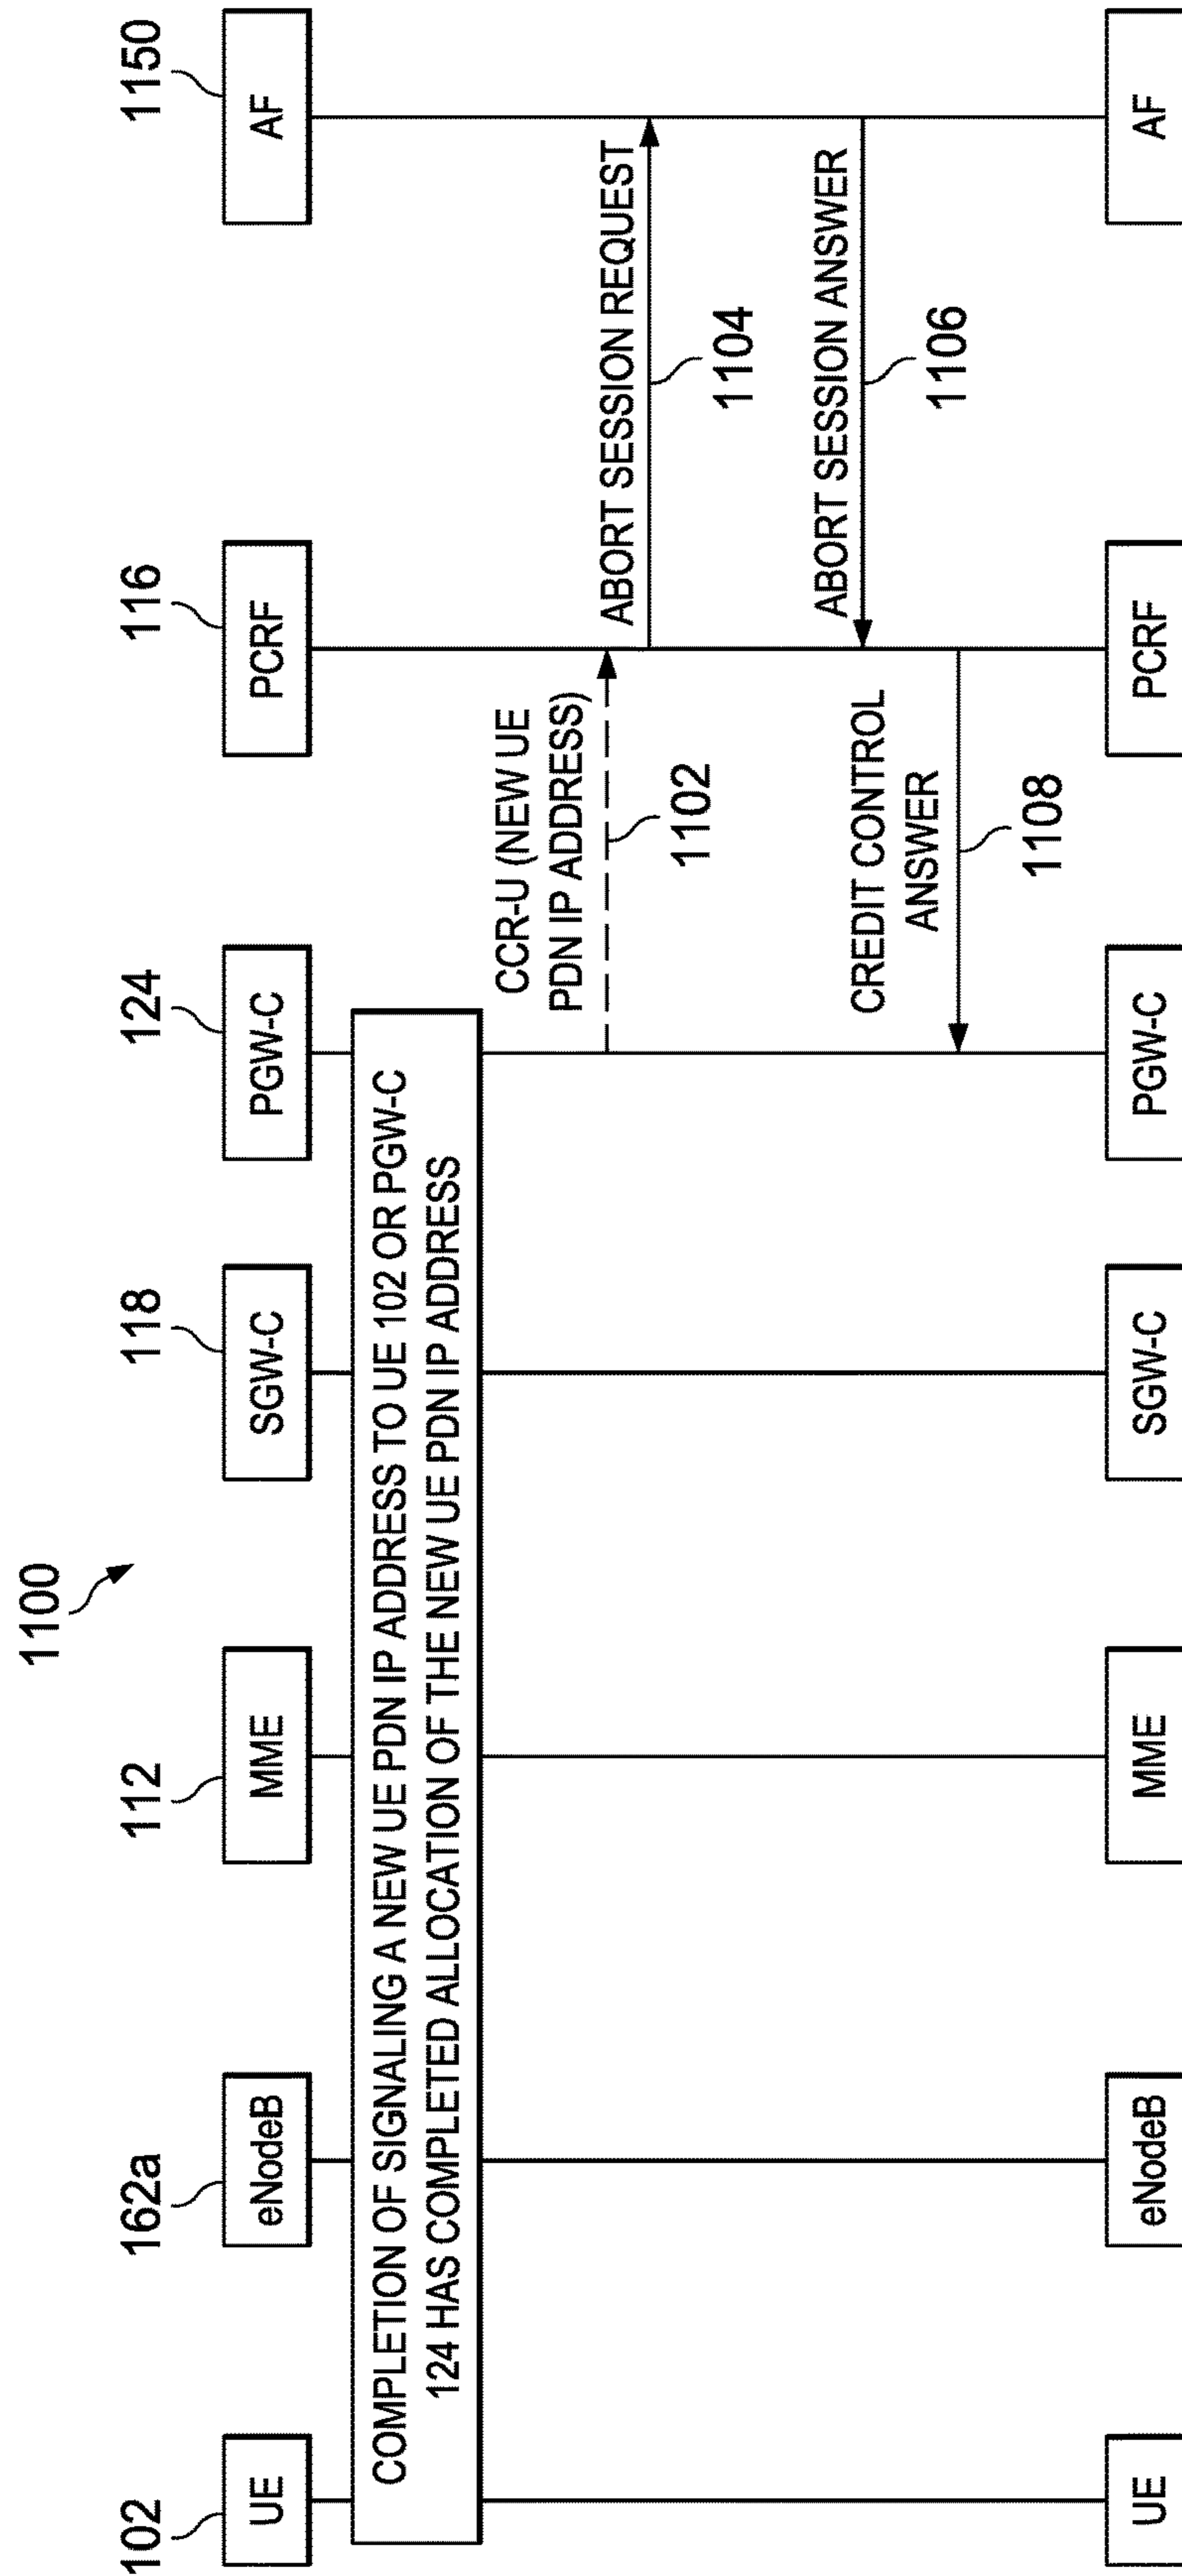 1100
102
162a
112
118
124
116
1150
UE
eNodeB
MME
SGW-C
PGW-C
PCRF
AF
COMPLETION OF SIGNALING A NEW UE PDN IP ADDRESS TO UE 102 OR PGW-C
124 HAS COMPLETED ALLOCATION OF THE NEW UE PDN IP ADDRESS
CCR-U (NEW UE
PDN IP ADDRESS)
1102
ABORT SESSION REQUEST
1104
ABORT SESSION ANSWER
1106
CREDIT CONTROL
ANSWER
1108
UE
eNodeB
MME
SGW-C
PGW-C
PCRF
AF